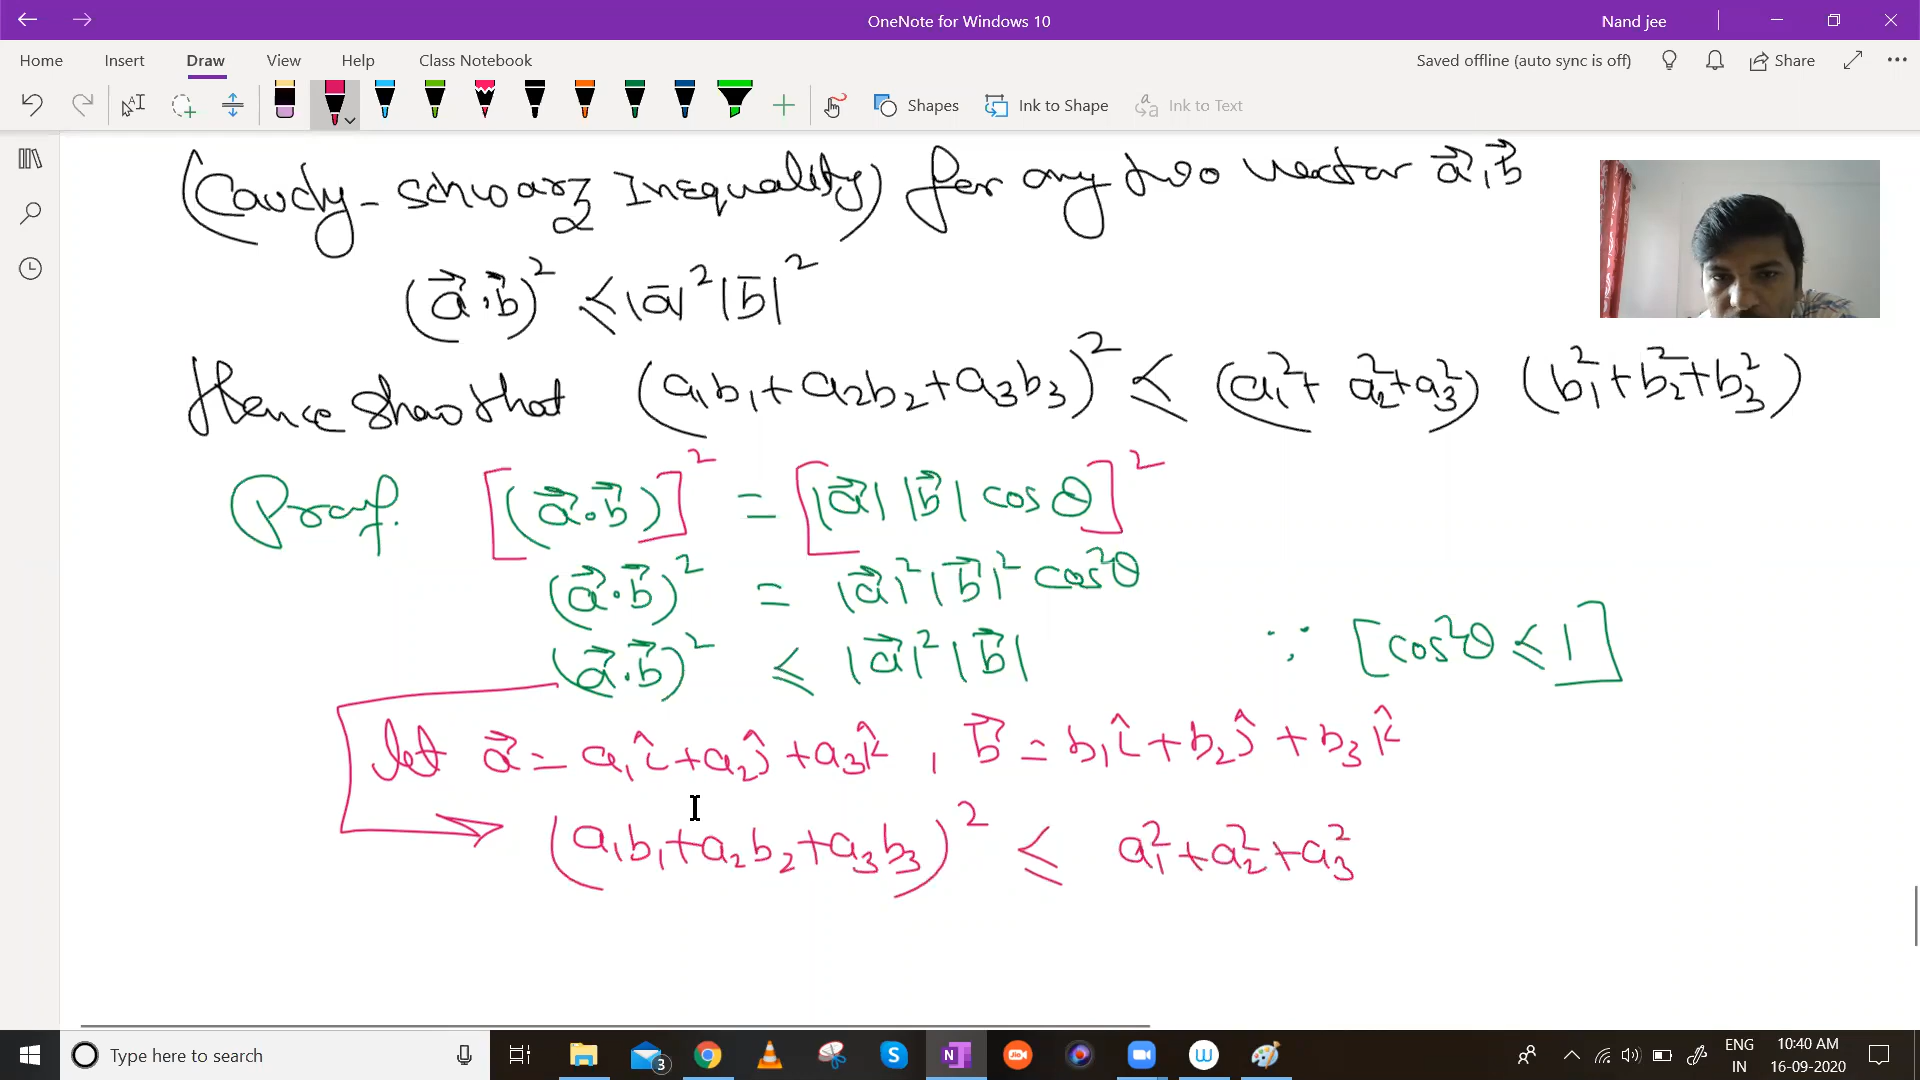 OneNote for Windows 10
Nand jee
Home Insert Draw View Help Class Notebook
Saved offline (auto sync is off) Share
Shapes Ink to Shape Ink to Text
(Caucdy - schwarz Inequality) for any two vector a⃗, b⃗
(a⃗·b⃗)² ≤ |a̅|² |b̅|²
Hence show that (a₁b₁+a₂b₂+a₃b₃)² ≤ (a₁²+ a₂²+a₃²) (b₁²+b₂²+b₃²)
Proof. [(a⃗·b⃗)]² = [|a⃗| |b⃗| cos θ]²
(a⃗·b⃗)² = |a⃗|² |b⃗|² cos²θ
(a⃗·b⃗)² ≤ |a⃗|² |b⃗| ∵ [cos²θ ≤ 1]
let a⃗ = a₁î+a₂ĵ+a₃k̂ , b⃗ = b₁î+b₂ĵ+b₃k̂
→ (a₁b₁+a₂b₂+a₃b₃)² ≤ a₁²+a₂²+a₃²
Type here to search
3
ENG
IN
10:40 AM
16-09-2020